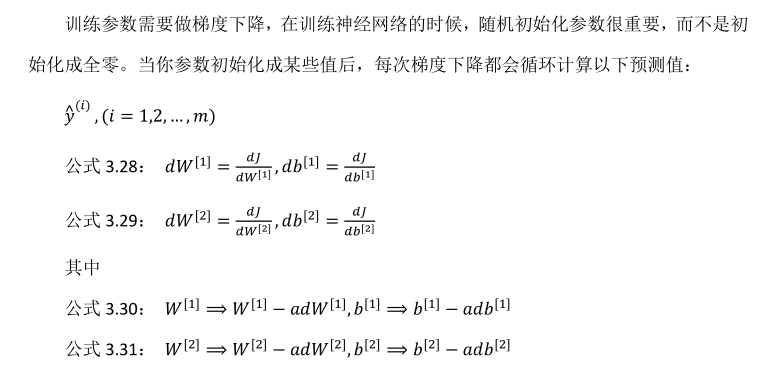 训练参数需要做梯度下降，在训练神经网络的时候，随机初始化参数很重要，而不是初
始化成全零。当你参数初始化成某些值后，每次梯度下降都会循环计算以下预测值：
ŷ^{(i)}, (i = 1,2, …, m)
公式 3.28： dW^{[1]} = \frac{dJ}{dW^{[1]}}, db^{[1]} = \frac{dJ}{db^{[1]}}
公式 3.29： dW^{[2]} = \frac{dJ}{dW^{[2]}}, db^{[2]} = \frac{dJ}{db^{[2]}}
其中
公式 3.30： W^{[1]} ⟹ W^{[1]} − adW^{[1]}, b^{[1]} ⟹ b^{[1]} − adb^{[1]}
公式 3.31： W^{[2]} ⟹ W^{[2]} − adW^{[2]}, b^{[2]} ⟹ b^{[2]} − adb^{[2]}